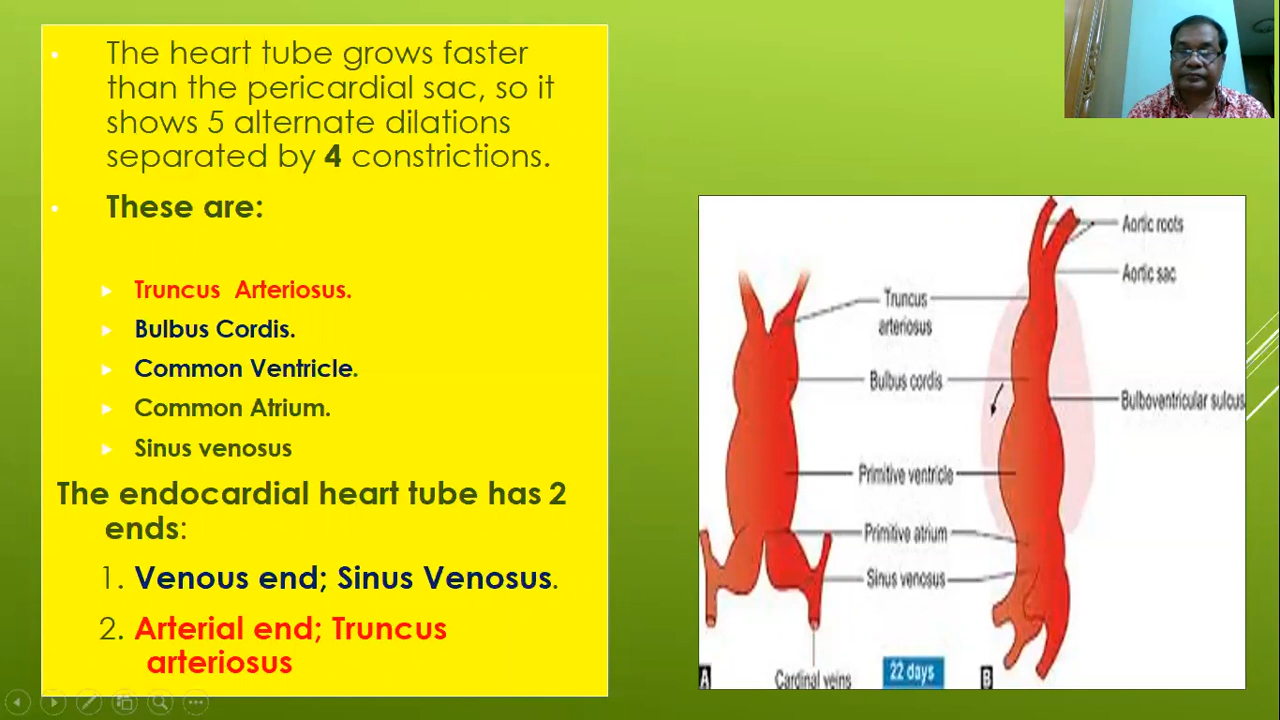 The heart tube grows faster
than the pericardial sac, so it
shows 5 alternate dilations
separated by 4 constrictions.
These are:
Truncus Arteriosus.
Bulbus Cordis.
Common Ventricle.
Common Atrium.
Sinus venosus
The endocardial heart tube has 2
ends:
1. Venous end; Sinus Venosus.
2. Arterial end; Truncus
arteriosus
Aortic roots
Aortic sac
Truncus
arteriosus
Bulbus cordis
Bulboventricular sulcus
Primitive ventricle
Primitive atrium
Sinus venosus
Cardinal veins
22 days
A
B